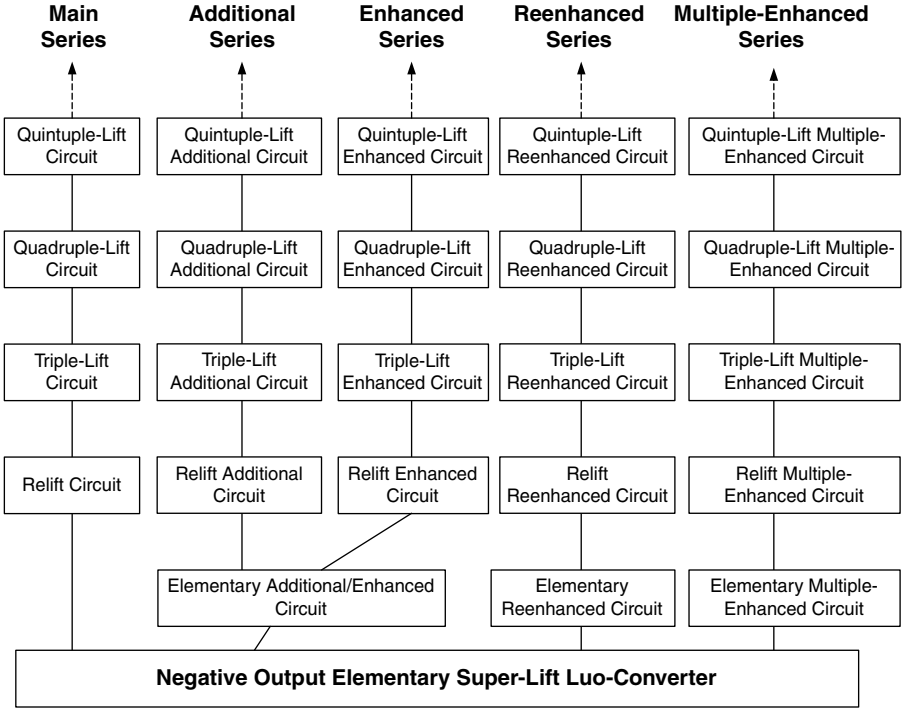 Main
Series
Additional
Series
Enhanced
Series
Reenhanced
Series
Multiple-Enhanced
Series
Quintuple-Lift
Circuit
Quintuple-Lift
Additional Circuit
Quintuple-Lift
Enhanced Circuit
Quintuple-Lift
Reenhanced Circuit
Quintuple-Lift Multiple-
Enhanced Circuit
Quadruple-Lift
Circuit
Quadruple-Lift
Additional Circuit
Quadruple-Lift
Enhanced Circuit
Quadruple-Lift
Reenhanced Circuit
Quadruple-Lift Multiple-
Enhanced Circuit
Triple-Lift
Circuit
Triple-Lift
Additional Circuit
Triple-Lift
Enhanced Circuit
Triple-Lift
Reenhanced Circuit
Triple-Lift Multiple-
Enhanced Circuit
Relift Circuit
Relift Additional
Circuit
Relift Enhanced
Circuit
Relift
Reenhanced Circuit
Relift Multiple-
Enhanced Circuit
Elementary Additional/Enhanced
Circuit
Elementary
Reenhanced Circuit
Elementary Multiple-
Enhanced Circuit
Negative Output Elementary Super-Lift Luo-Converter